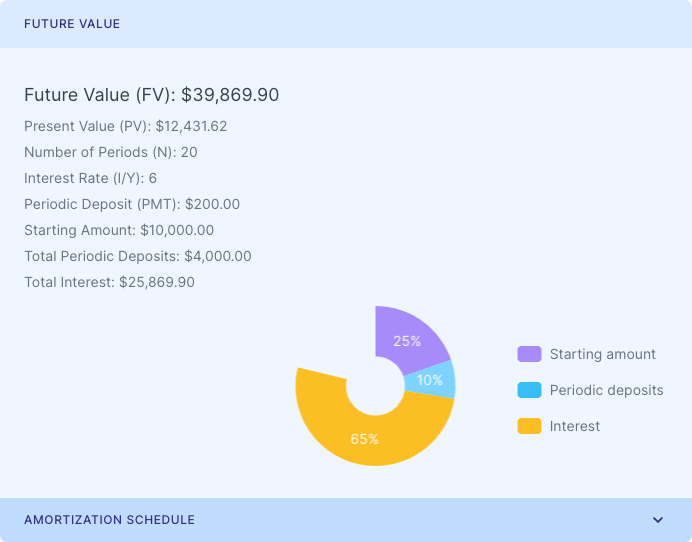 FUTURE VALUE
Future Value (FV): $39,869.90
Present Value (PV): $12,431.62
Number of Periods (N): 20
Interest Rate (I/Y): 6
Periodic Deposit (PMT): $200.00
Starting Amount: $10,000.00
Total Periodic Deposits: $4,000.00
Total Interest: $25,869.90
25%
10%
65%
Starting amount
Periodic deposits
Interest
AMORTIZATION SCHEDULE